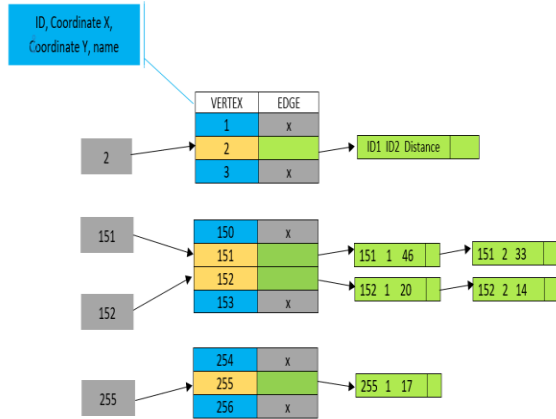 ID, Coordinate X,
Coordinate Y, name
VERTEX EDGE
1 x
2
2 ID1 ID2 Distance
3 x
150 x
151
151 151 1 46 151 2 33
152 152 1 20 152 2 14
152
153 x
254 x
255
255 255 1 17
256 x